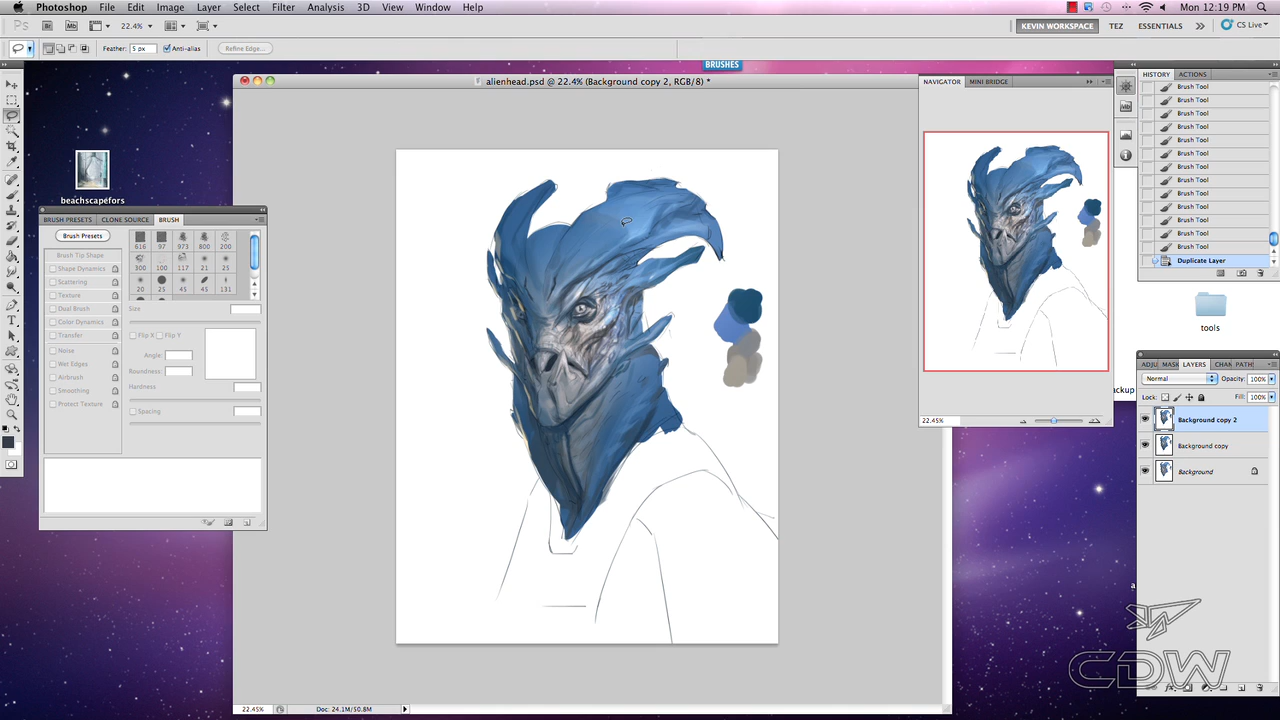 Photoshop File Edit Image Layer Select Filter Analysis 3D View Window Help Mon 12:19 PM
Ps Br Mb 22.4% KEVIN WORKSPACE TEZ ESSENTIALS CS Live
Feather: 5 px Anti-alias Refine Edge...
BRUSHES
alienhead.psd @ 22.4% (Background copy 2, RGB/8) *
NAVIGATOR MINI BRIDGE
22.45%
HISTORY ACTIONS
Brush Tool
Brush Tool
Brush Tool
Brush Tool
Brush Tool
Brush Tool
Brush Tool
Brush Tool
Brush Tool
Brush Tool
Brush Tool
Brush Tool
Brush Tool
Duplicate Layer
tools
beachscapefors
BRUSH PRESETS CLONE SOURCE BRUSH
Brush Presets
Brush Tip Shape
Shape Dynamics
Scattering
Texture
Dual Brush
Color Dynamics
Transfer
Noise
Wet Edges
Airbrush
Smoothing
Protect Texture
616 97 973 800 200
300 100 117 21 25
20 25 45 45 131
Size
Flip X Flip Y
Angle:
Roundness:
Hardness
Spacing
ADJU MASK LAYERS CHAN PATH
Normal Opacity: 100%
Lock: Fill: 100%
Background copy 2
Background copy
Background
CDW
22.45% Doc: 24.1M/50.8M